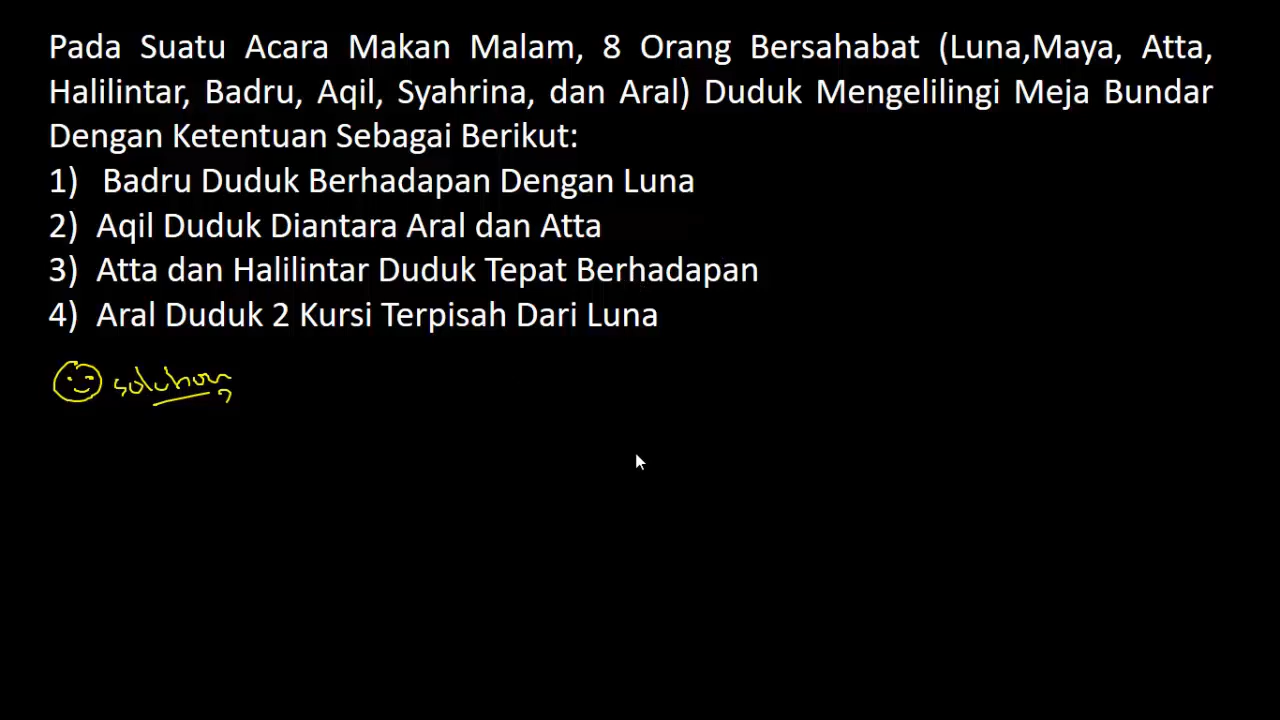 Pada Suatu Acara Makan Malam, 8 Orang Bersahabat (Luna,Maya, Atta,
Halilintar, Badru, Aqil, Syahrina, dan Aral) Duduk Mengelilingi Meja Bundar
Dengan Ketentuan Sebagai Berikut:
1) Badru Duduk Berhadapan Dengan Luna
2) Aqil Duduk Diantara Aral dan Atta
3) Atta dan Halilintar Duduk Tepat Berhadapan
4) Aral Duduk 2 Kursi Terpisah Dari Luna
solution,